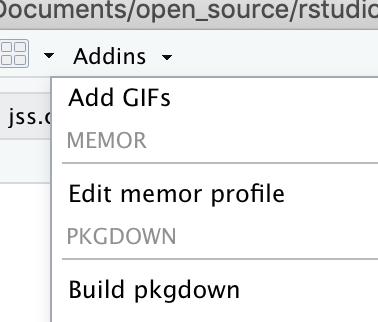 Documents/open_source/rstudio
Addins
jss.
Add GIFs
MEMOR
Edit memor profile
PKGDOWN
Build pkgdown